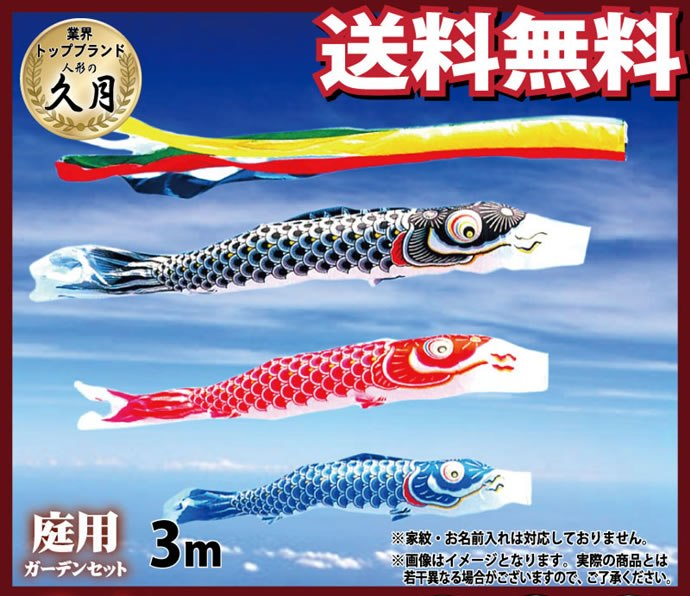 業界
トップブランド
人形の
久月
送料無料
庭用
ガーデンセット
3m
※家紋・お名前入れは対応しておりません。
※画像はイメージとなります。実際の商品とは
若干異なる場合がございますので、ご了承ください。